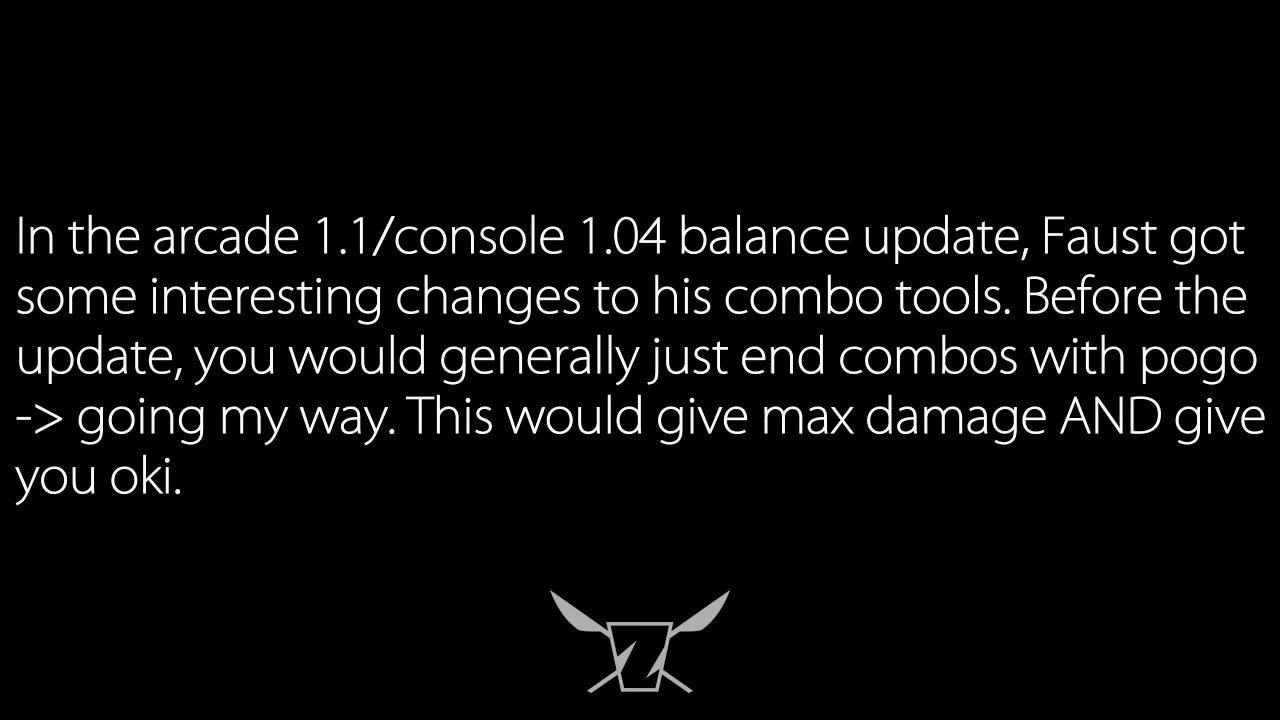 In the arcade 1.1/console 1.04 balance update, Faust got
some interesting changes to his combo tools. Before the
update, you would generally just end combos with pogo
-> going my way. This would give max damage AND give
you oki.